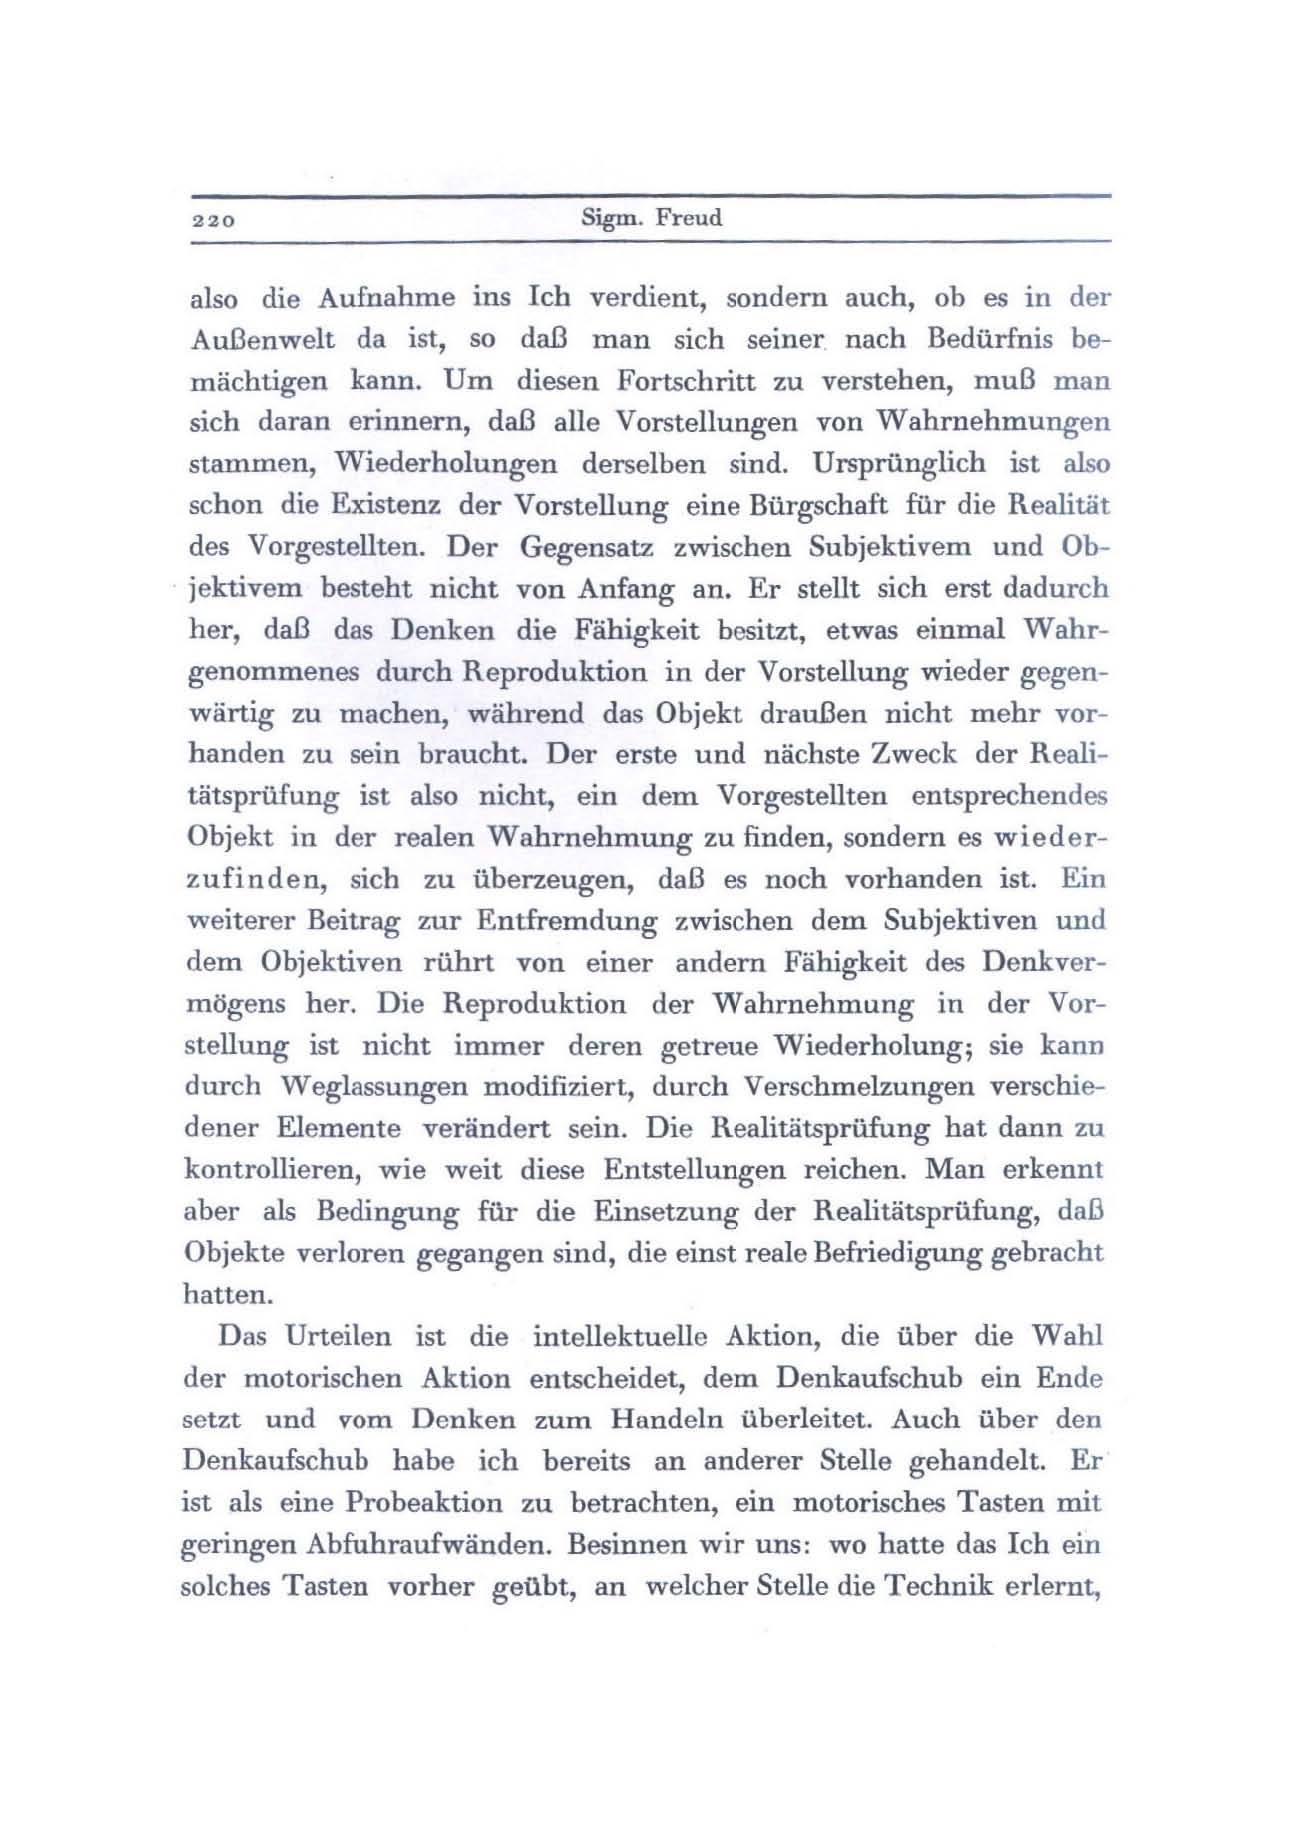 220 Sigm. Freud
also die Aufnahme ins Ich verdient, sondern auch, ob es in der
Außenwelt da ist, so daß man sich seiner nach Bedürfnis be-
mächtigen kann. Um diesen Fortschritt zu verstehen, muß man
sich daran erinnern, daß alle Vorstellungen von Wahrnehmungen
stammen, Wiederholungen derselben sind. Ursprünglich ist also
schon die Existenz der Vorstellung eine Bürgschaft für die Realität
des Vorgestellten. Der Gegensatz zwischen Subjektivem und Ob-
jektivem besteht nicht von Anfang an. Er stellt sich erst dadurch
her, daß das Denken die Fähigkeit besitzt, etwas einmal Wahr-
genommenes durch Reproduktion in der Vorstellung wieder gegen-
wärtig zu machen, während das Objekt draußen nicht mehr vor-
handen zu sein braucht. Der erste und nächste Zweck der Reali-
tätsprüfung ist also nicht, ein dem Vorgestellten entsprechendes
Objekt in der realen Wahrnehmung zu finden, sondern es wieder-
zufinden, sich zu überzeugen, daß es noch vorhanden ist. Ein
weiterer Beitrag zur Entfremdung zwischen dem Subjektiven und
dem Objektiven rührt von einer andern Fähigkeit des Denkver-
mögens her. Die Reproduktion der Wahrnehmung in der Vor-
stellung ist nicht immer deren getreue Wiederholung; sie kann
durch Weglassungen modifiziert, durch Verschmelzungen verschie-
dener Elemente verändert sein. Die Realitätsprüfung hat dann zu
kontrollieren, wie weit diese Entstellungen reichen. Man erkennt
aber als Bedingung für die Einsetzung der Realitätsprüfung, daß
Objekte verloren gegangen sind, die einst reale Befriedigung gebracht
hatten.
Das Urteilen ist die intellektuelle Aktion, die über die Wahl
der motorischen Aktion entscheidet, dem Denkaufschub ein Ende
setzt und vom Denken zum Handeln überleitet. Auch über den
Denkaufschub habe ich bereits an anderer Stelle gehandelt. Er
ist als eine Probeaktion zu betrachten, ein motorisches Tasten mit
geringen Abfuhraufwänden. Besinnen wir uns: wo hatte das Ich ein
solches Tasten vorher geübt, an welcher Stelle die Technik erlernt,